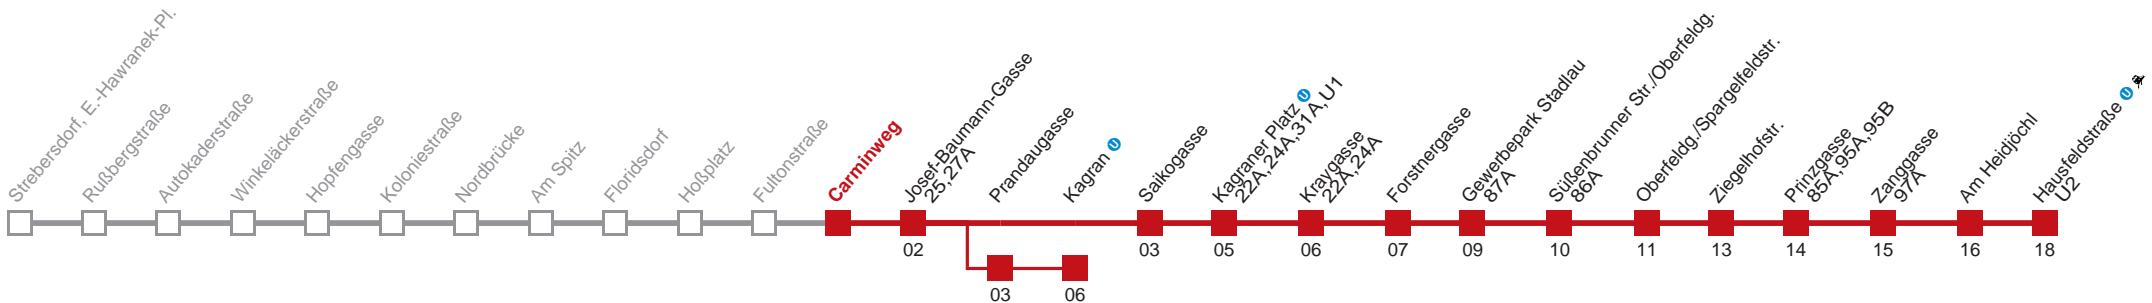 Strebersdorf, E.-Hawranek-Pl.
Rußbergstraße
Autokaderstraße
Winkeläckerstraße
Hopfengasse
Koloniestraße
Nordbrücke
Am Spitz
Floridsdorf
Hoßplatz
Fultonstraße
Carminweg
Josef-Baumann-Gasse
25,27A
Prandaugasse
Kagran U
Saikogasse
Kagraner Platz U
22A,24A,31A,U1
Kraygasse
22A,24A
Forstnergasse
Gewerbepark Stadlau
87A
Süßenbrunner Str./Oberfeldg.
86A
Oberfeldg./Spargelfeldstr.
Ziegelhofstr.
Prinzgasse
85A,95A,95B
Zanggasse
97A
Am Heidjöchl
Hausfeldstraße U
U2
02
03
05
06
07
09
10
11
13
14
15
16
18
03
06